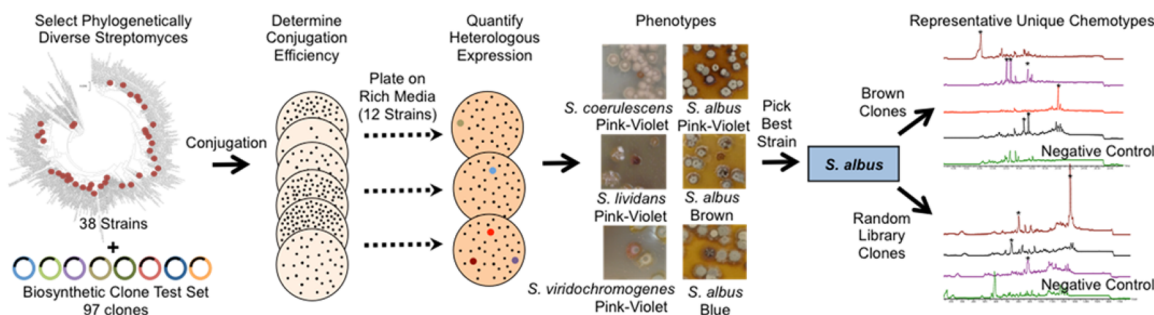 Select Phylogenetically
Diverse Streptomyces
38 Strains
+
Biosynthetic Clone Test Set
97 clones
Conjugation
Determine
Conjugation
Efficiency
Plate on
Rich Media
(12 Strains)
Quantify
Heterologous
Expression
Phenotypes
S. coerulescens
Pink-Violet
S. albus
Pink-Violet
S. lividans
Pink-Violet
S. albus
Brown
S. viridochromogenes
Pink-Violet
S. albus
Blue
Pick
Best
Strain
S. albus
Representative Unique Chemotypes
Brown
Clones
Negative Control
Random
Library
Clones
Negative Control